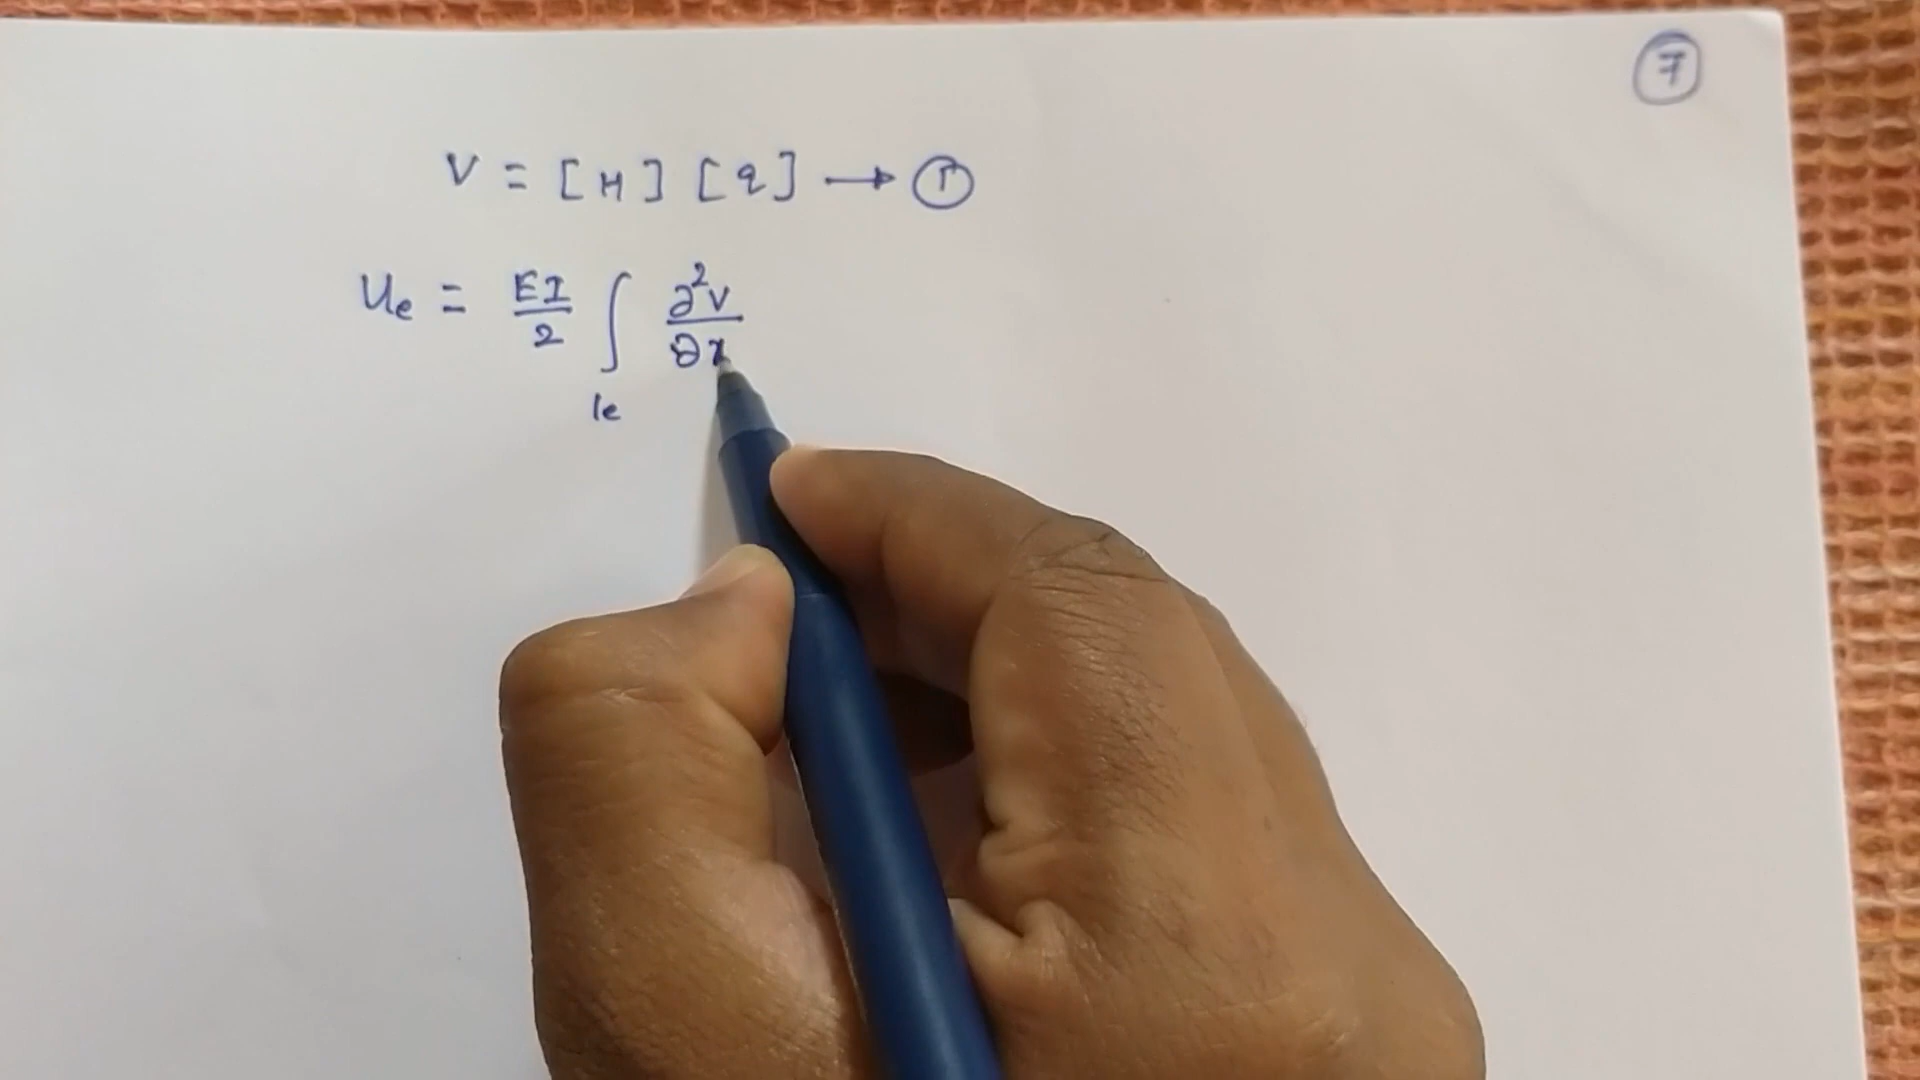 7
V = [H] [q] → 1
Ue = EI/2 ∫le ∂²v/∂x